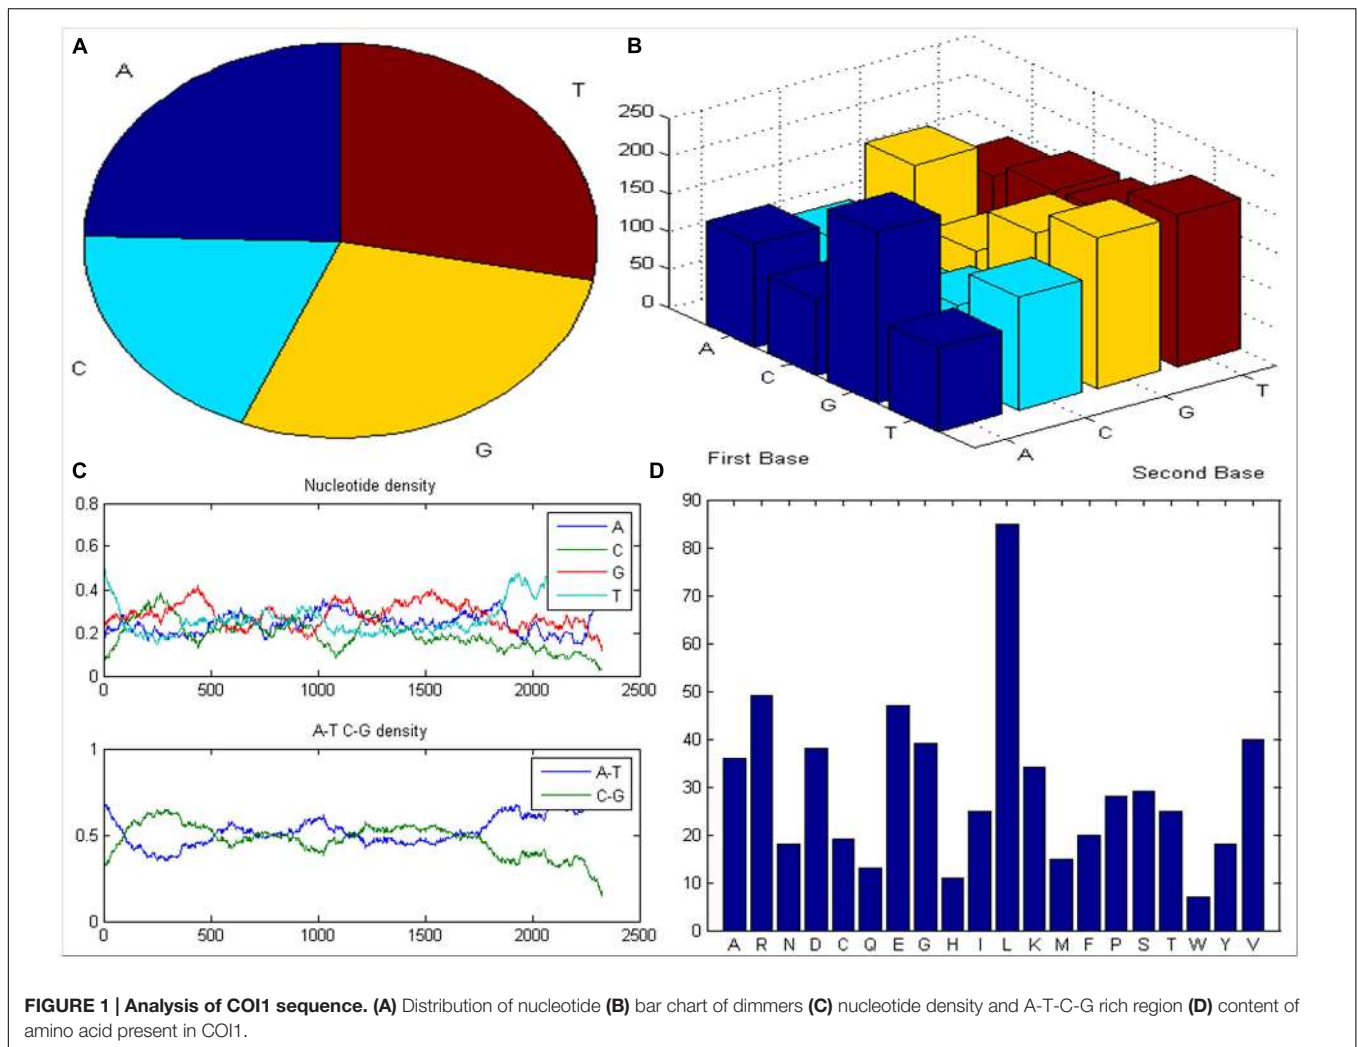 A
A
T
C
G
B
250
200
150
100
50
0
A
C
G
T
A
C
G
T
First Base
Second Base
C
Nucleotide density
0.8
0.6
0.4
0.2
0
0 500 1000 1500 2000 2500
A
C
G
T
A-T C-G density
1
0.5
0
0 500 1000 1500 2000 2500
A-T
C-G
D
90
80
70
60
50
40
30
20
10
0
A R N D C Q E G H I L K M F P S T W Y V
FIGURE 1 | Analysis of COI1 sequence. (A) Distribution of nucleotide (B) bar chart of dimmers (C) nucleotide density and A-T-C-G rich region (D) content of
amino acid present in COI1.